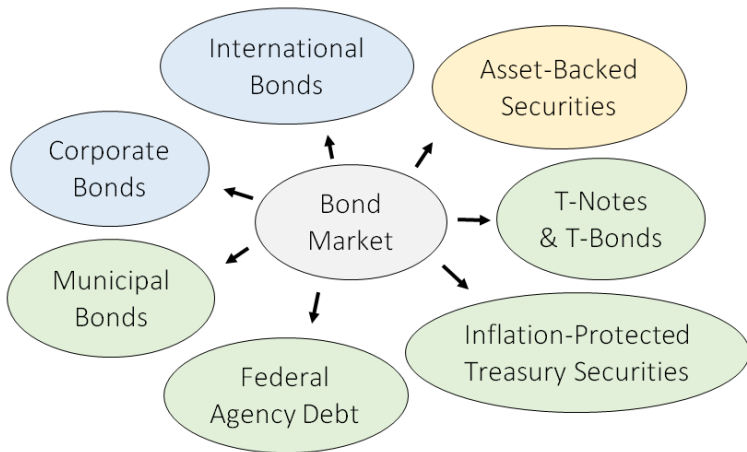 International
Bonds
Asset-Backed
Securities
Corporate
Bonds
Bond
Market
T-Notes
& T-Bonds
Municipal
Bonds
Inflation-Protected
Treasury Securities
Federal
Agency Debt